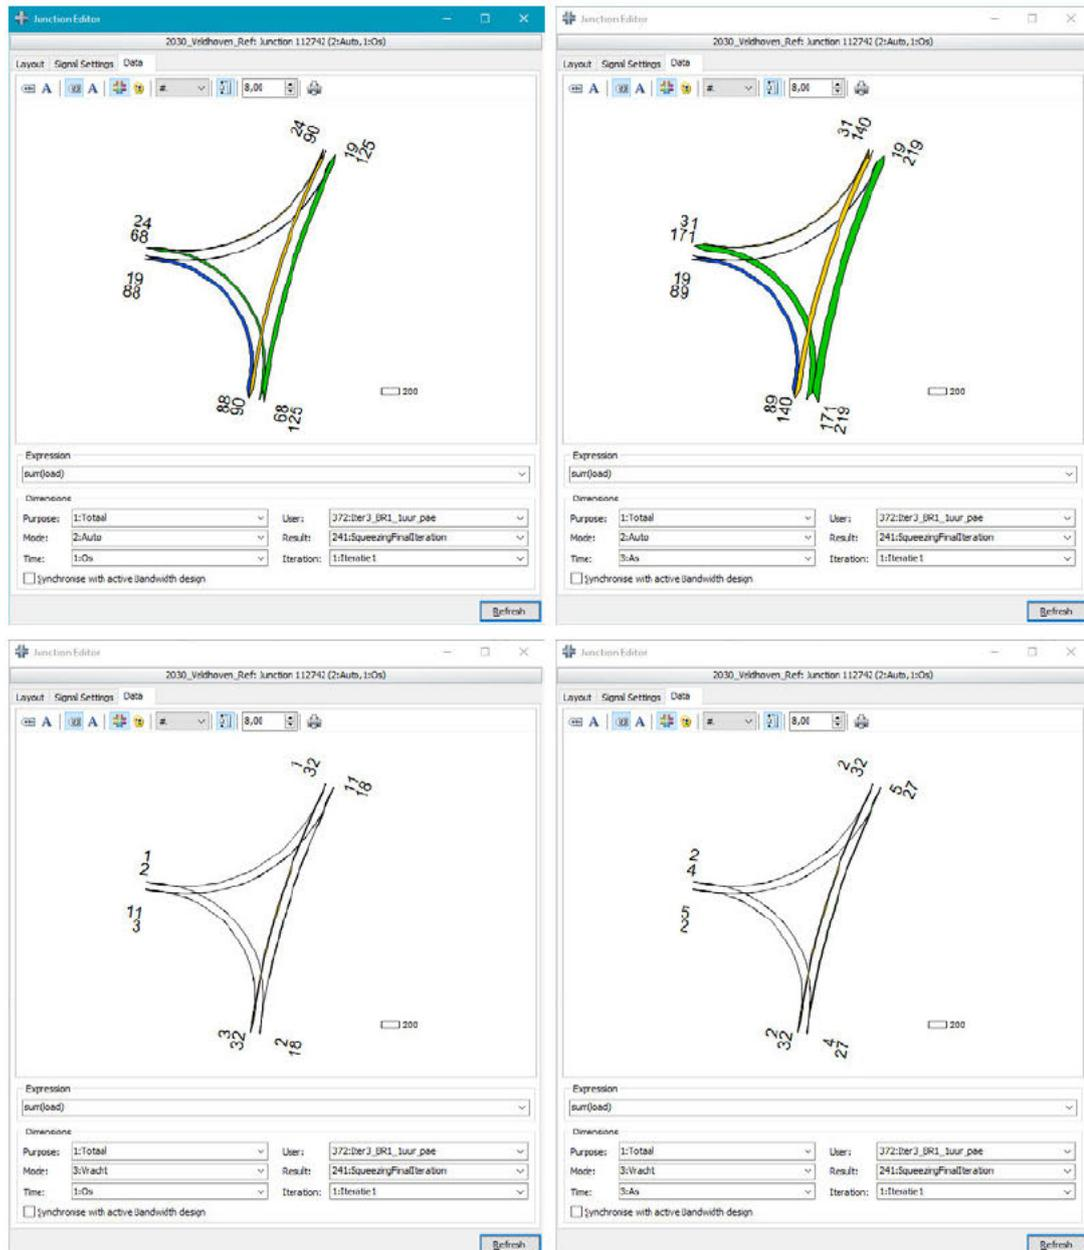 Junction Editor
2030_Veldhoven_Ref: Junction 112742 (2:Auto, 1:Os)
Layout Signal Settings Data
A A #. 8,00
24
90
19
125
24
68
19
88
88
90
68
125
200
Expression
sum(load)
Dimensions
Purpose: 1:Totaal User: 372:Iter3_BR1_1uur_pae
Mode: 2:Auto Result: 241:SqueezingFinalIteration
Time: 1:Os Iteration: 1:Iteratie1
Synchronise with active Bandwidth design
Refresh
Junction Editor
2030_Veldhoven_Ref: Junction 112742 (2:Auto, 1:Os)
Layout Signal Settings Data
A A #. 8,00
31
140
19
219
31
171
19
89
89
140
171
219
200
Expression
sum(load)
Dimensions
Purpose: 1:Totaal User: 372:Iter3_BR1_1uur_pae
Mode: 2:Auto Result: 241:SqueezingFinalIteration
Time: 3:As Iteration: 1:Iteratie1
Synchronise with active Bandwidth design
Refresh
Junction Editor
2030_Veldhoven_Ref: Junction 112742 (2:Auto, 1:Os)
Layout Signal Settings Data
A A #. 8,00
1
32
11
18
1
2
11
3
3
32
2
18
200
Expression
sum(load)
Dimensions
Purpose: 1:Totaal User: 372:Iter3_BR1_1uur_pae
Mode: 3:Vracht Result: 241:SqueezingFinalIteration
Time: 1:Os Iteration: 1:Iteratie1
Synchronise with active Bandwidth design
Refresh
Junction Editor
2030_Veldhoven_Ref: Junction 112742 (2:Auto, 1:Os)
Layout Signal Settings Data
A A #. 8,00
2
32
5
27
2
4
5
2
2
32
4
27
200
Expression
sum(load)
Dimensions
Purpose: 1:Totaal User: 372:Iter3_BR1_1uur_pae
Mode: 3:Vracht Result: 241:SqueezingFinalIteration
Time: 3:As Iteration: 1:Iteratie1
Synchronise with active Bandwidth design
Refresh